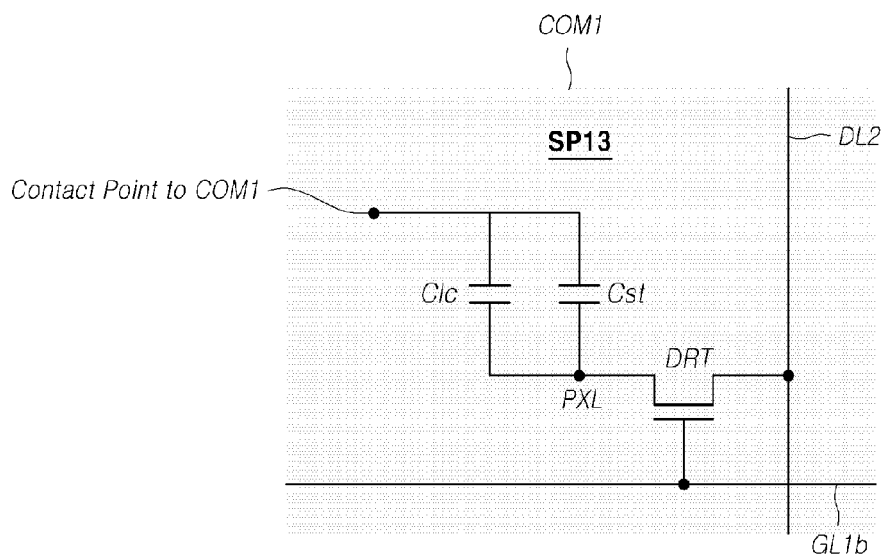 COM1
SP13
DL2
Contact Point to COM1
Clc
Cst
DRT
PXL
GL1b